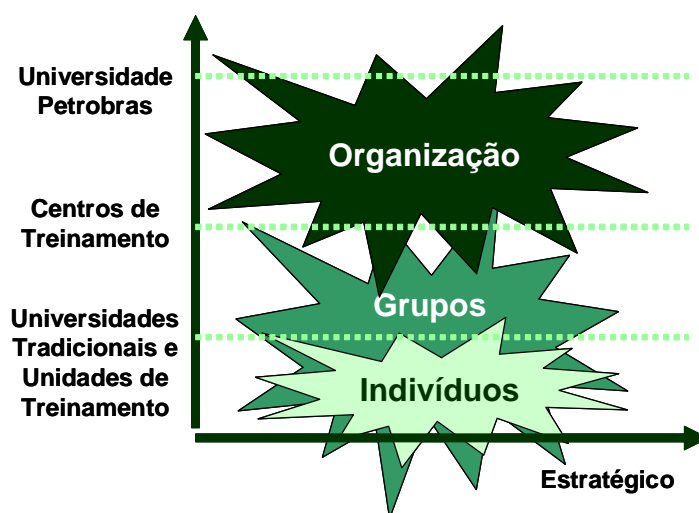 Universidade
Petrobras
Organização
Centros de
Treinamento
Grupos
Universidades
Tradicionais e
Unidades de
Treinamento
Indivíduos
Estratégico